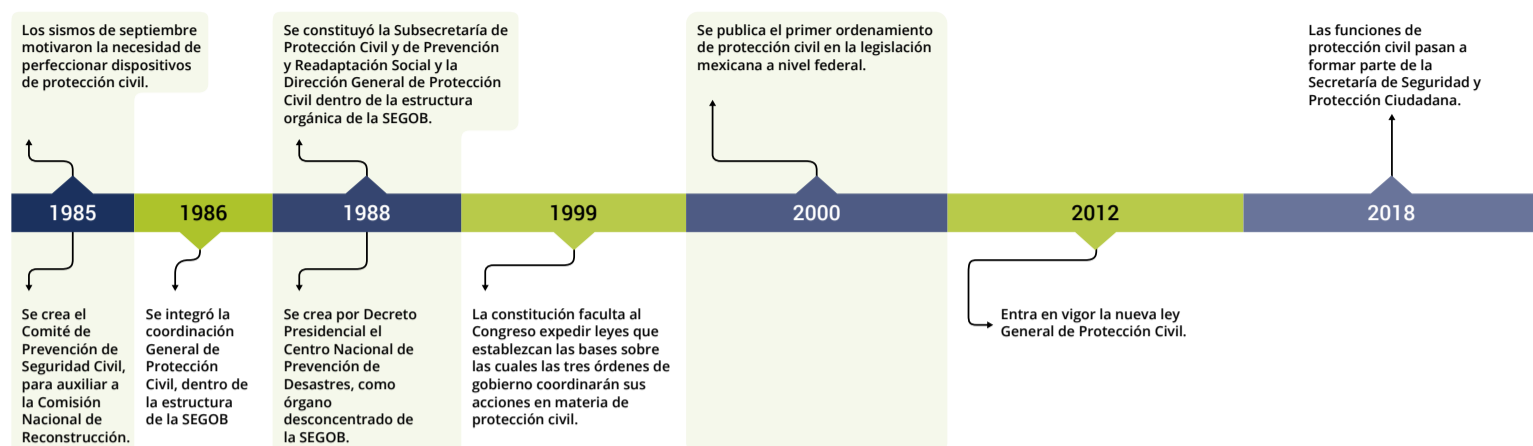 Los sismos de septiembre
motivaron la necesidad de
perfeccionar dispositivos
de protección civil.
Se constituyó la Subsecretaría de
Protección Civil y de Prevención
y Readaptación Social y la
Dirección General de Protección
Civil dentro de la estructura
orgánica de la SEGOB.
Se publica el primer ordenamiento
de protección civil en la legislación
mexicana a nivel federal.
Las funciones de
protección civil pasan a
formar parte de la
Secretaría de Seguridad y
Protección Ciudadana.
1985
1986
1988
1999
2000
2012
2018
Se crea el
Comité de
Prevención de
Seguridad Civil,
para auxiliar a
la Comisión
Nacional de
Reconstrucción.
Se integró la
coordinación
General de
Protección
Civil, dentro de
la estructura
de la SEGOB
Se crea por Decreto
Presidencial el
Centro Nacional de
Prevención de
Desastres, como
órgano
desconcentrado de
la SEGOB.
La constitución faculta al
Congreso expedir leyes que
establezcan las bases sobre
las cuales las tres órdenes de
gobierno coordinarán sus
acciones en materia de
protección civil.
Entra en vigor la nueva ley
General de Protección Civil.